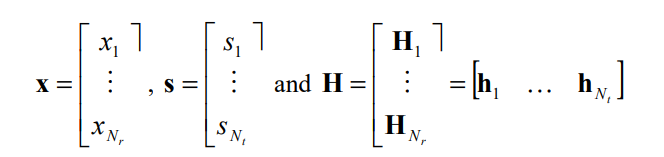 x = [x_1 ⋮ x_{N_r}], s = [s_1 ⋮ s_{N_t}] and H = [H_1 ⋮ H_{N_r}] = [h_1 … h_{N_t}]